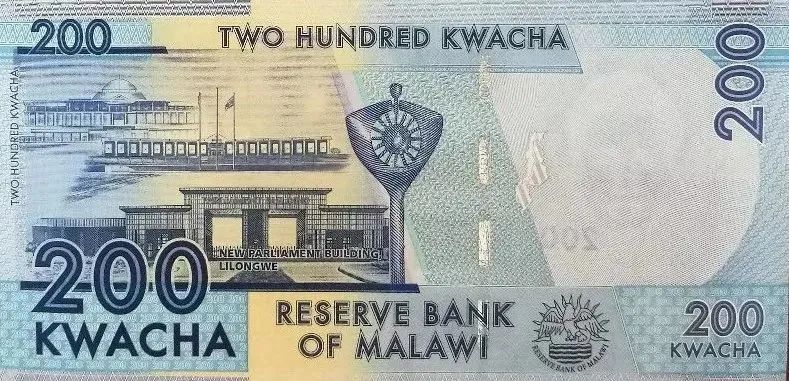 200
TWO HUNDRED KWACHA
200
TWO HUNDRED KWACHA
NEW PARLIAMENT BUILDING
LILONGWE
200
KWACHA
RESERVE BANK
OF MALAWI
RESERVE BANK OF MALAWI
200
KWACHA